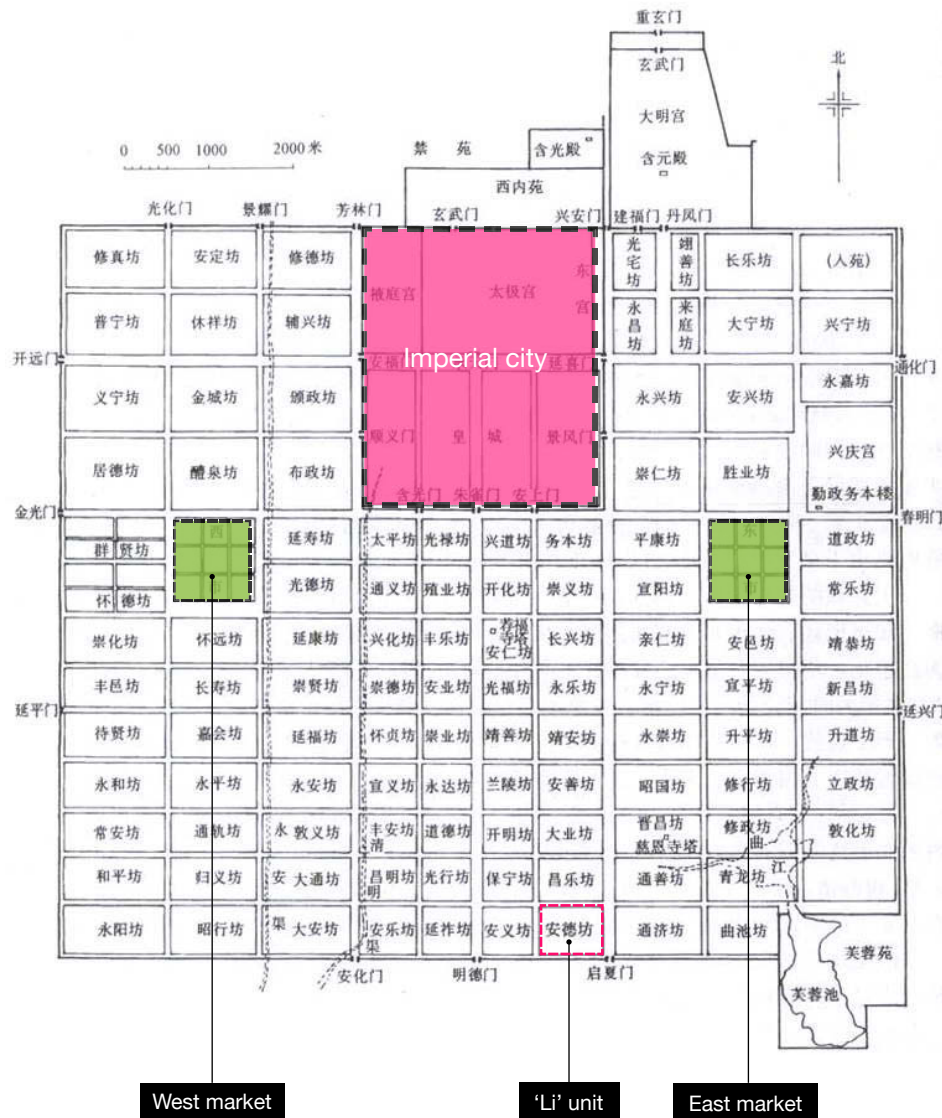 重玄门
玄武门
北
大明宫
0 500 1000 2000米
禁 苑
含光殿
含元殿
西内苑
光化门
景耀门
芳林门
玄武门
兴安门
建福门
丹凤门
修真坊
安定坊
修德坊
掖庭宫
太极宫
东宫
光宅坊
翊善坊
长乐坊
(入苑)
普宁坊
休祥坊
辅兴坊
永昌坊
来庭坊
大宁坊
兴宁坊
开远门
安福门
Imperial city
延喜门
通化门
义宁坊
金城坊
颁政坊
永兴坊
安兴坊
永嘉坊
居德坊
醴泉坊
布政坊
顺义门
皇 城
景风门
崇仁坊
胜业坊
兴庆宫
勤政务本楼
含光门
朱雀门
安上门
金光门
春明门
群贤坊
西市
延寿坊
太平坊
光禄坊
兴道坊
务本坊
平康坊
东市
道政坊
怀德坊
光德坊
通义坊
殖业坊
开化坊
崇义坊
宣阳坊
常乐坊
崇化坊
怀远坊
延康坊
兴化坊
丰乐坊
荐福寺塔
安仁坊
长兴坊
亲仁坊
安邑坊
靖恭坊
丰邑坊
长寿坊
崇贤坊
崇德坊
安业坊
光福坊
永乐坊
永宁坊
宣平坊
新昌坊
延平门
延兴门
待贤坊
嘉会坊
延福坊
怀贞坊
崇业坊
靖善坊
靖安坊
永崇坊
升平坊
升道坊
永和坊
永平坊
永安坊
宣义坊
永达坊
兰陵坊
安善坊
昭国坊
修行坊
立政坊
常安坊
通轨坊
敦义坊
丰安坊
道德坊
开明坊
大业坊
晋昌坊
慈恩寺塔
修政坊
敦化坊
和平坊
归义坊
大通坊
昌明坊
光行坊
保宁坊
昌乐坊
通善坊
青龙坊
曲江
永阳坊
昭行坊
大安坊
安乐坊
延祚坊
安义坊
安德坊
通济坊
曲池坊
永安渠
清明渠
安化门
明德门
启夏门
芙蓉苑
芙蓉池
West market
‘Li’ unit
East market